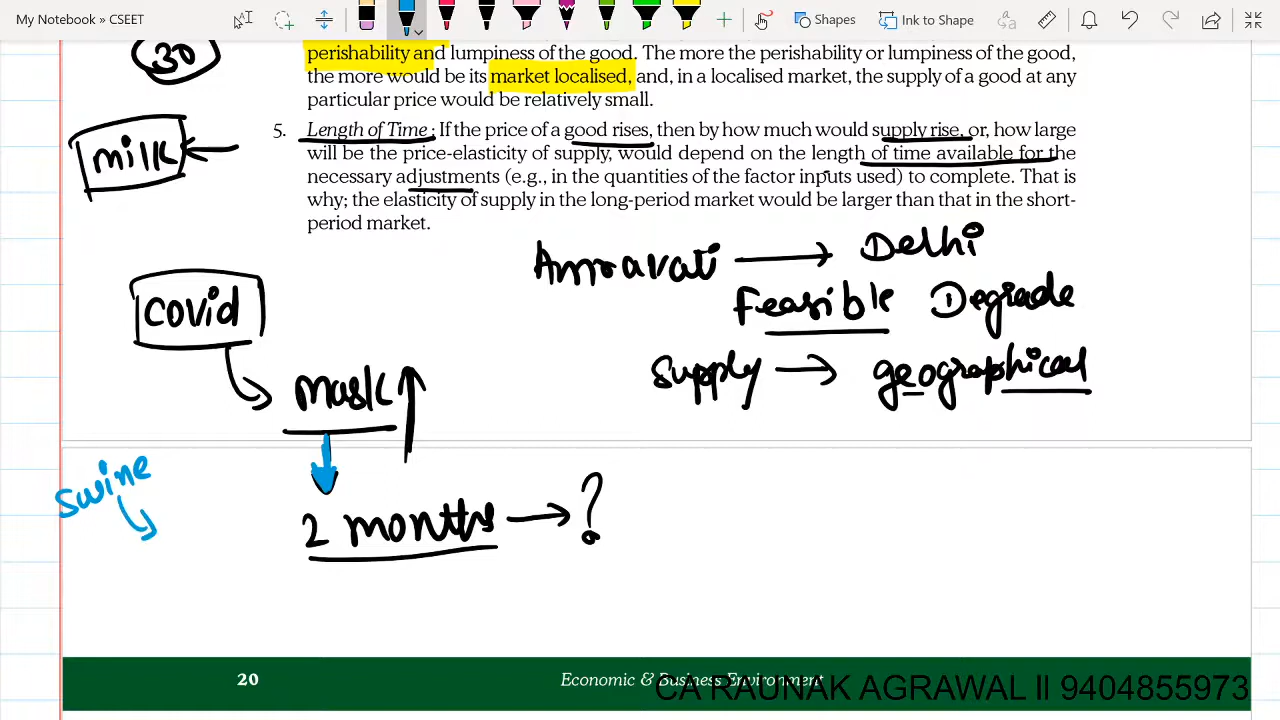 My Notebook » CSEET
Shapes
Ink to Shape
30
perishability and lumpiness of the good. The more the perishability or lumpiness of the good,
the more would be its market localised, and, in a localised market, the supply of a good at any
particular price would be relatively small.
5. Length of Time : If the price of a good rises, then by how much would supply rise, or, how large
will be the price-elasticity of supply, would depend on the length of time available for the
necessary adjustments (e.g., in the quantities of the factor inputs used) to complete. That is
why; the elasticity of supply in the long-period market would be larger than that in the short-
period market.
milk
Amravati → Delhi
Feasible Degrade
Supply → geographical
covid
mask
swine
2 months → ?
20
Economic & Business Environment
CA RAUNAK AGRAWAL II 9404855973